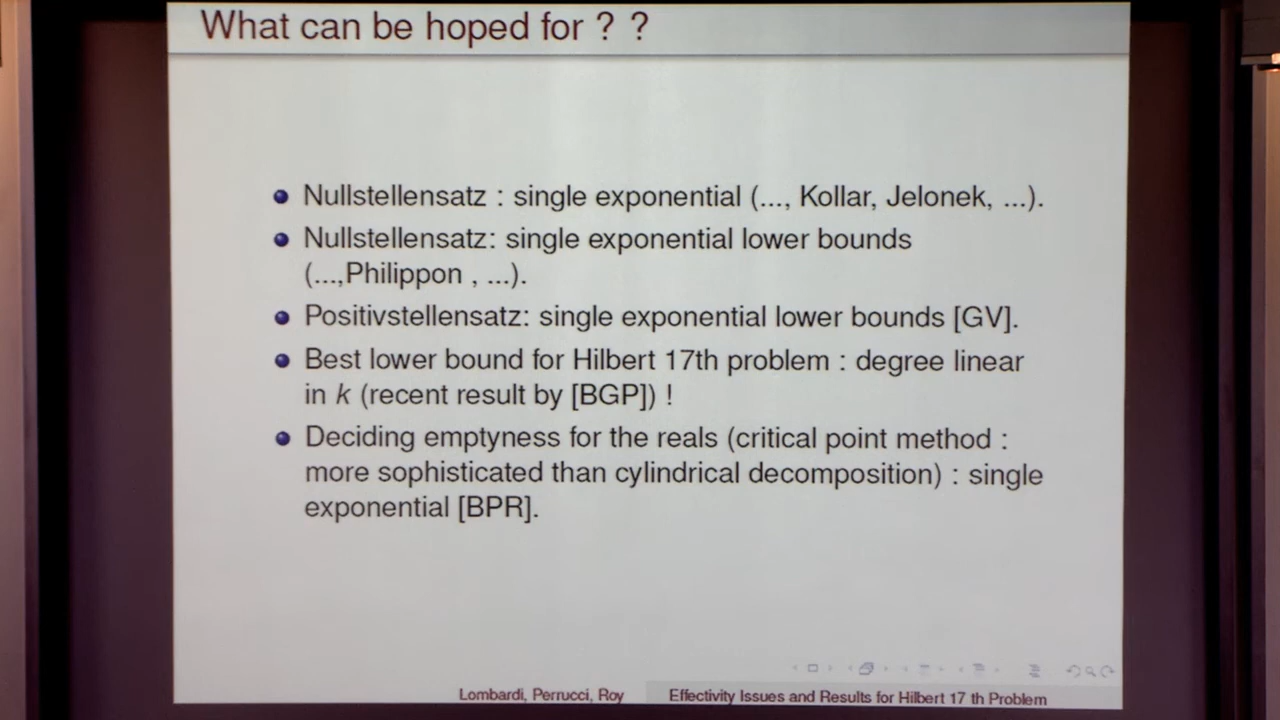 What can be hoped for ? ?
Nullstellensatz : single exponential (..., Kollar, Jelonek, ...).
Nullstellensatz: single exponential lower bounds
(...,Philippon , ...).
Positivstellensatz: single exponential lower bounds [GV].
Best lower bound for Hilbert 17th problem : degree linear
in k (recent result by [BGP]) !
Deciding emptyness for the reals (critical point method :
more sophisticated than cylindrical decomposition) : single
exponential [BPR].
Lombardi, Perrucci, Roy Effectivity Issues and Results for Hilbert 17 th Problem